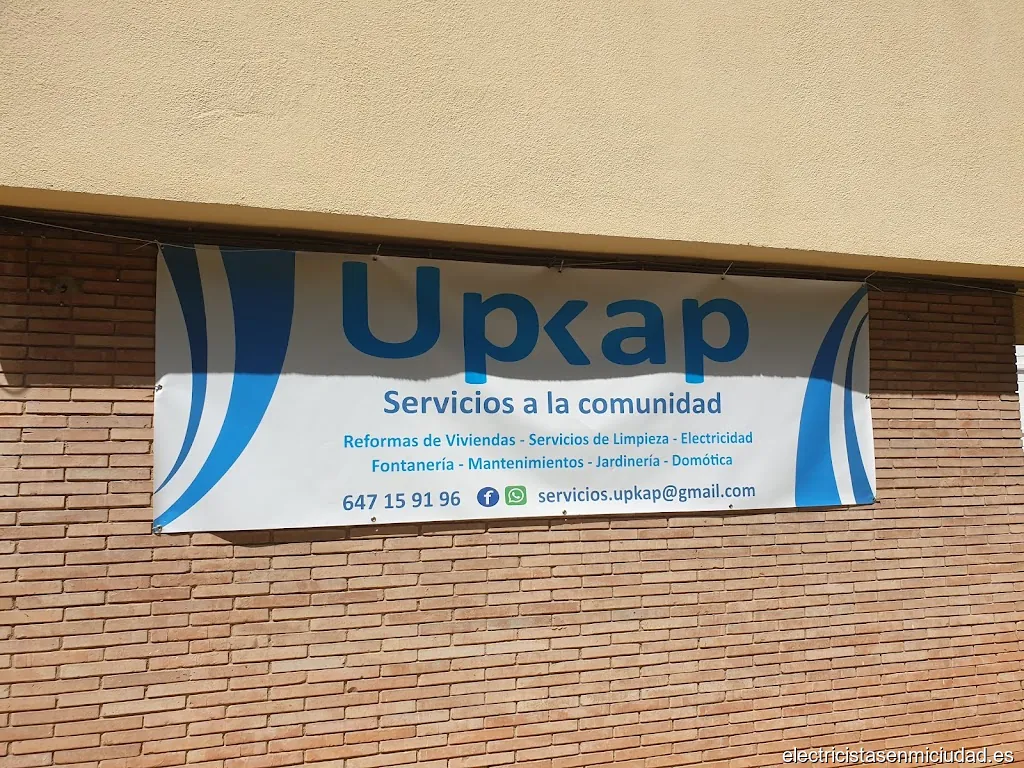 Upkap
Servicios a la comunidad
Reformas de Viviendas - Servicios de Limpieza - Electricidad
Fontanería - Mantenimientos - Jardinería - Domótica
647 15 91 96 f servicios.upkap@gmail.com
electricistasenmiciudad.es